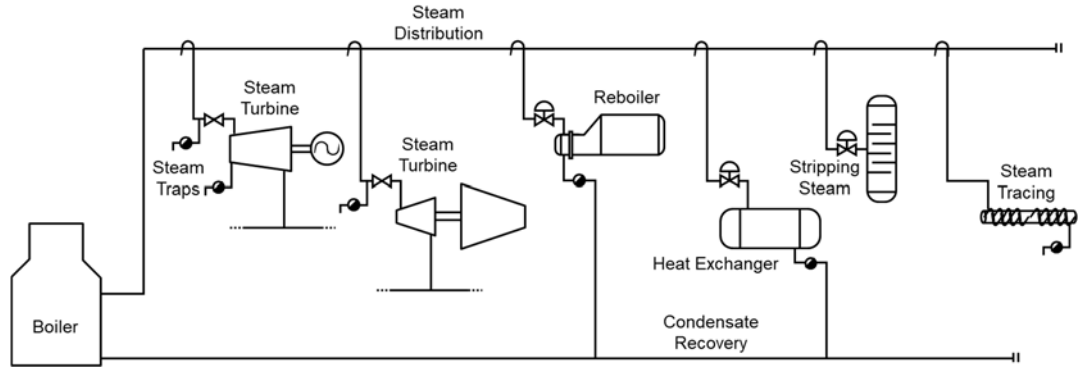 Steam
Distribution
Steam
Turbine
Reboiler
Steam
Turbine
Steam
Traps
Stripping
Steam
Steam
Tracing
Heat Exchanger
Boiler
Condensate
Recovery